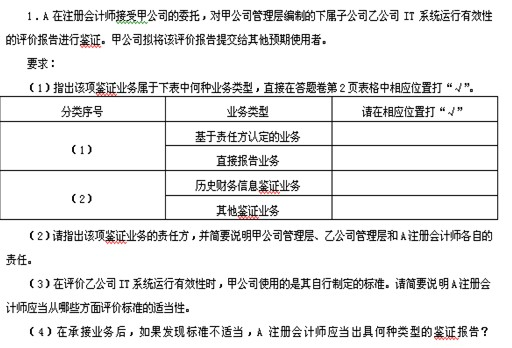 1．A 在注册会计师接受甲公司的委托，对甲公司管理层编制的下属子公司乙公司 IT 系统运行有效性
的评价报告进行鉴证。甲公司拟将该评价报告提交给其他预期使用者。
要求：
（1）指出该项鉴证业务属于下表中何种业务类型，直接在答题卷第 2 页表格中相应位置打“√”。
分类序号 业务类型 请在相应位置打“√”
（1） 基于责任方认定的业务
直接报告业务
（2） 历史财务信息鉴证业务
其他鉴证业务
（2）请指出该项鉴证业务的责任方，并简要说明甲公司管理层、乙公司管理层和 A 注册会计师各自的
责任。
（3）在评价乙公司 IT 系统运行有效性时，甲公司使用的是其自行制定的标准。请简要说明 A 注册会
计师应当从哪些方面评价标准的适当性。
（4）在承接业务后，如果发现标准不适当，A 注册会计师应当出具何种类型的鉴证报告？